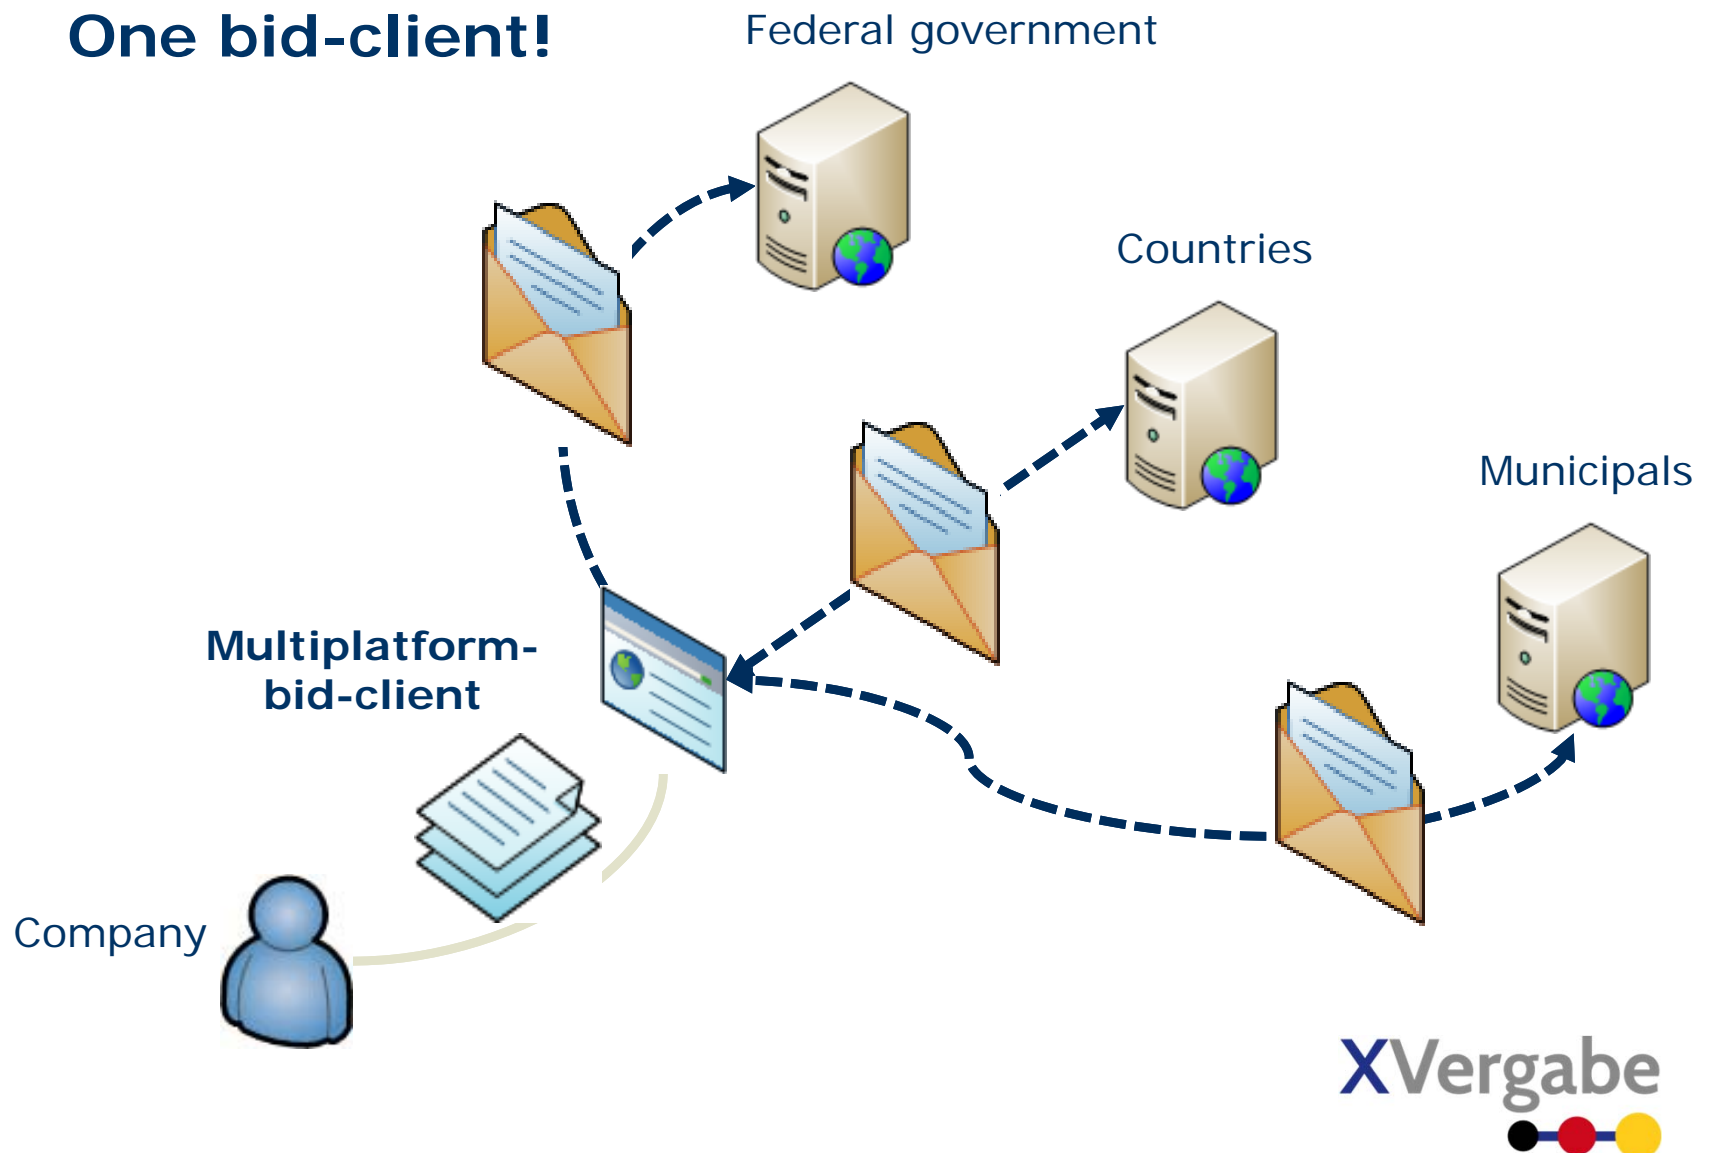 One bid-client!
Federal government
Countries
Municipals
Multiplatform-
bid-client
Company
XVergabe